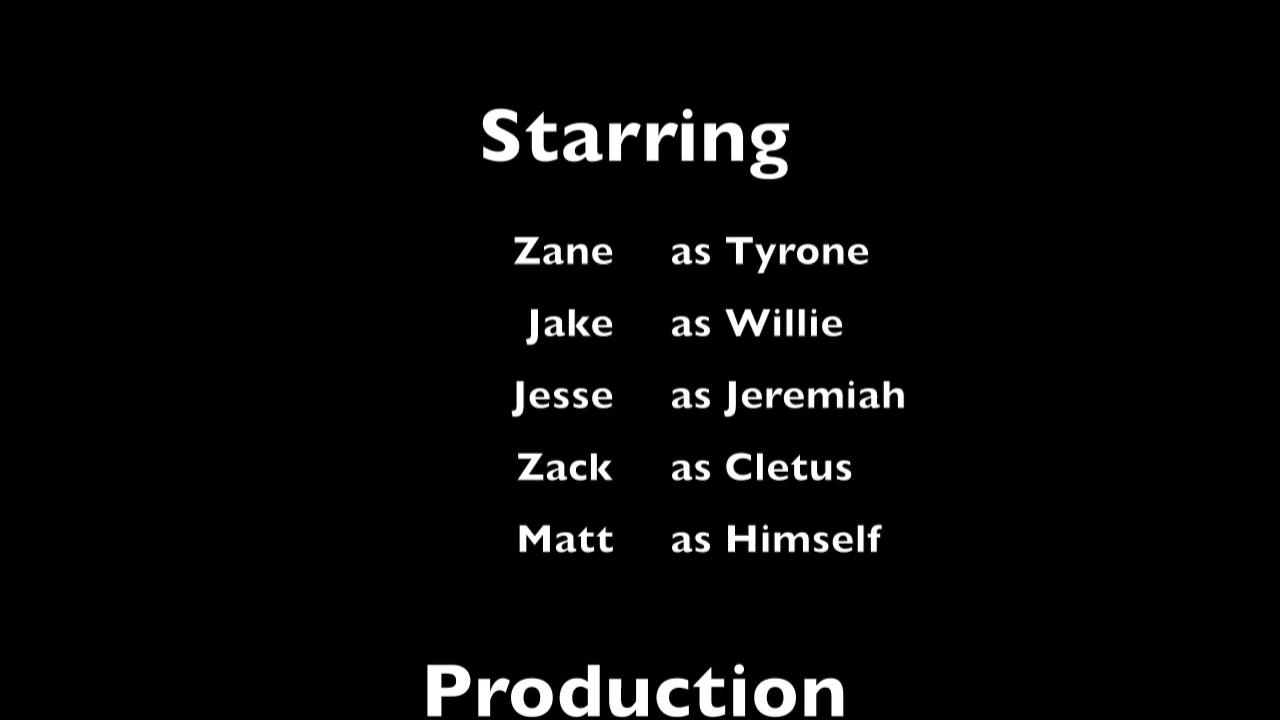 Starring
Zane as Tyrone
Jake as Willie
Jesse as Jeremiah
Zack as Cletus
Matt as Himself
Production